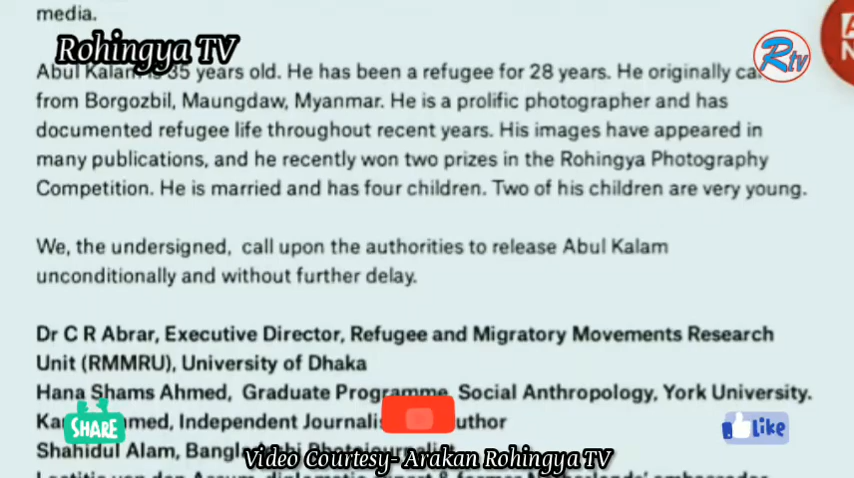 media.
Rohingya TV
Rtv
Abul Kalam is 35 years old. He has been a refugee for 28 years. He originally
from Borgozbil, Maungdaw, Myanmar. He is a prolific photographer and has
documented refugee life throughout recent years. His images have appeared in
many publications, and he recently won two prizes in the Rohingya Photography
Competition. He is married and has four children. Two of his children are very young.
We, the undersigned, call upon the authorities to release Abul Kalam
unconditionally and without further delay.
Dr C R Abrar, Executive Director, Refugee and Migratory Movements Research
Unit (RMMRU), University of Dhaka
Hana Shams Ahmed, Graduate Programme, Social Anthropology, York University.
Independent
SHARE
Like
Shahidul Alam, Bangladeshi Photojournalist
Video Courtesy- Arakan Rohingya TV